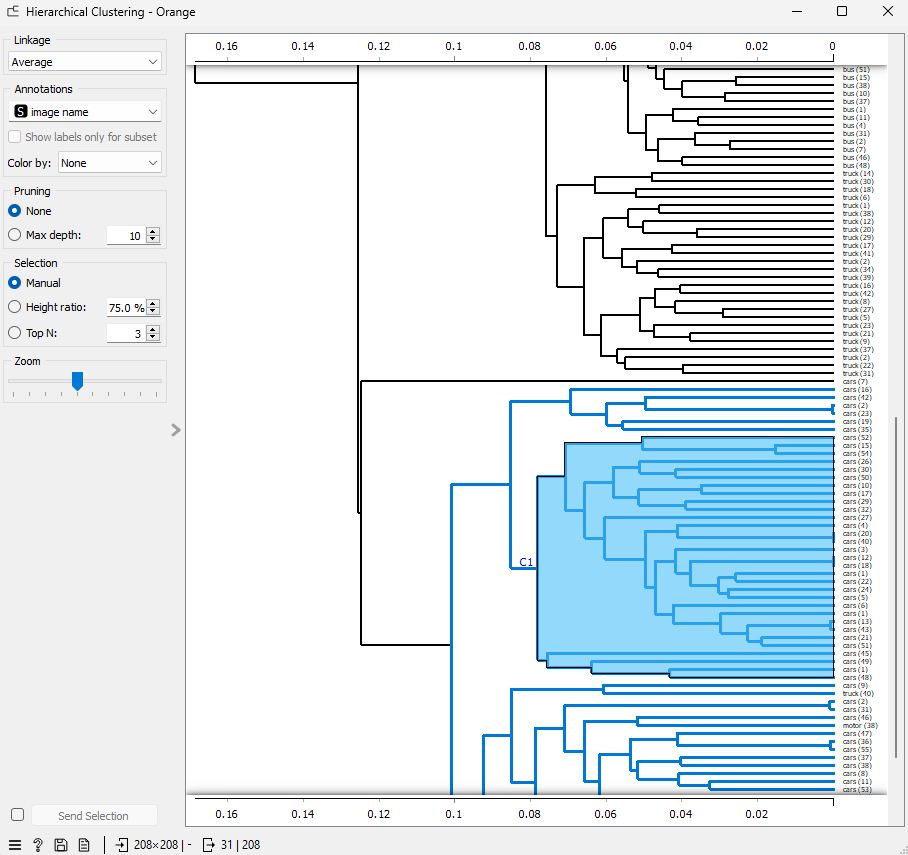 Hierarchical Clustering - Orange
Linkage
Average
Annotations
S image name
Show labels only for subset
Color by: None
Pruning
None
Max depth: 10
Selection
Manual
Height ratio: 75.0 %
Top N: 3
Zoom
Send Selection
208×208 | - 31 | 208
0.16 0.14 0.12 0.1 0.08 0.06 0.04 0.02 0
bus (51)
bus (15)
bus (38)
bus (10)
bus (37)
bus (1)
bus (11)
bus (4)
bus (31)
bus (2)
bus (7)
bus (46)
bus (48)
truck (14)
truck (30)
truck (18)
truck (6)
truck (1)
truck (38)
truck (12)
truck (20)
truck (29)
truck (17)
truck (41)
truck (2)
truck (34)
truck (39)
truck (16)
truck (42)
truck (8)
truck (27)
truck (5)
truck (23)
truck (21)
truck (9)
truck (37)
truck (2)
truck (22)
truck (31)
cars (7)
cars (16)
cars (42)
cars (2)
cars (23)
cars (19)
cars (35)
cars (52)
cars (15)
cars (54)
cars (26)
cars (30)
cars (50)
cars (10)
cars (17)
cars (29)
cars (32)
cars (27)
cars (4)
cars (20)
cars (40)
cars (3)
cars (12)
C1
cars (18)
cars (1)
cars (22)
cars (24)
cars (5)
cars (6)
cars (1)
cars (13)
cars (43)
cars (21)
cars (51)
cars (45)
cars (49)
cars (1)
cars (48)
cars (9)
truck (40)
cars (2)
cars (31)
cars (46)
motor (38)
cars (47)
cars (36)
cars (55)
cars (37)
cars (38)
cars (8)
cars (11)
cars (53)
0.16 0.14 0.12 0.1 0.08 0.06 0.04 0.02 0